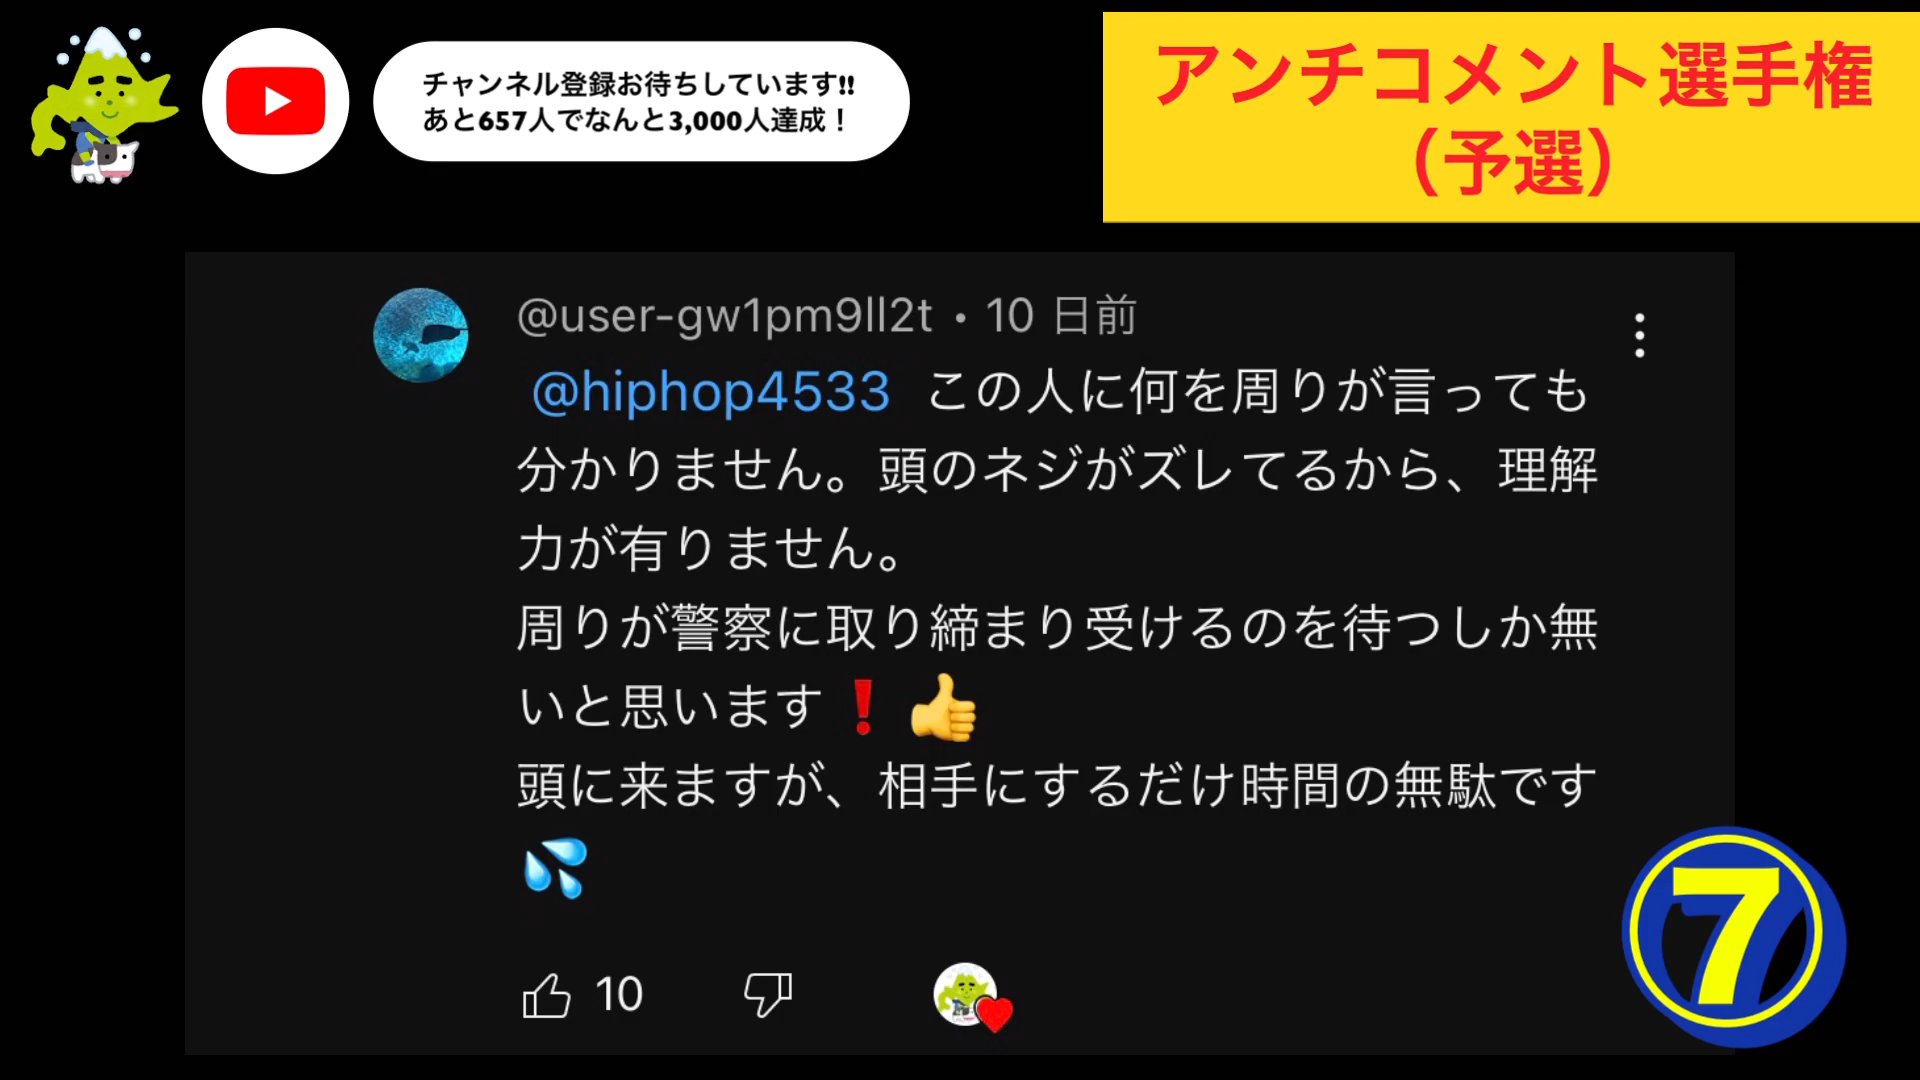 チャンネル登録お待ちしています!!
あと657人でなんと3,000人達成！
アンチコメント選手権
（予選）
@user-gw1pm9ll2t・10 日前
@hiphop4533 この人に何を周りが言っても
分かりません。頭のネジがズレてるから、理解
力が有りません。
周りが警察に取り締まり受けるのを待つしか無
いと思います❗👍
頭に来ますが、相手にするだけ時間の無駄です
💦
10
7